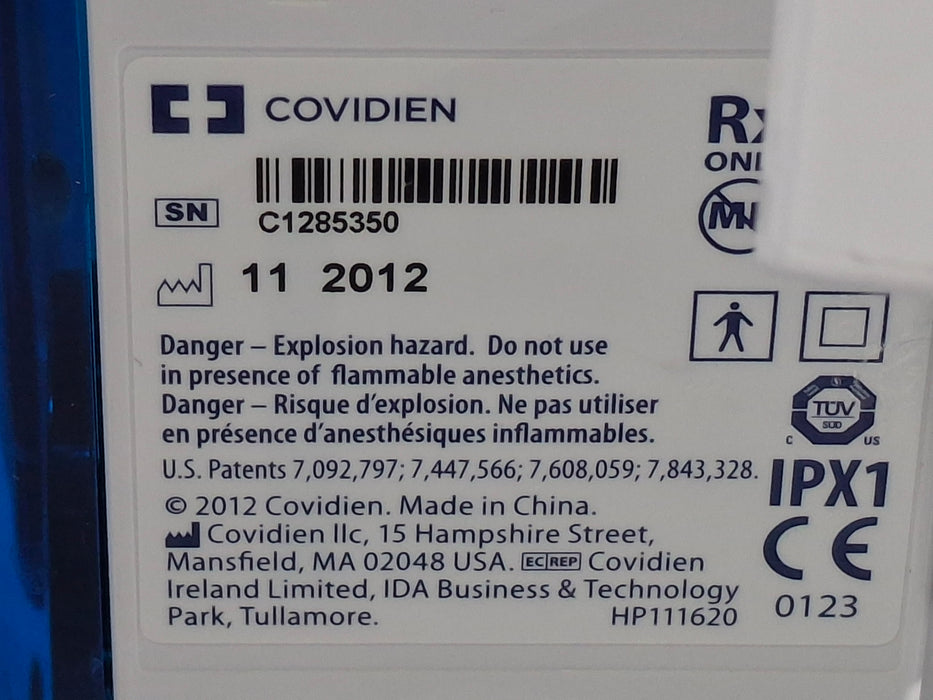 COVIDIEN
SN
C1285350
11 2012
Danger – Explosion hazard. Do not use
in presence of flammable anesthetics.
Danger – Risque d'explosion. Ne pas utiliser
en présence d'anesthésiques inflammables.
U.S. Patents 7,092,797; 7,447,566; 7,608,059; 7,843,328.
© 2012 Covidien. Made in China.
Covidien llc, 15 Hampshire Street,
Mansfield, MA 02048 USA. EC REP Covidien
Ireland Limited, IDA Business & Technology
Park, Tullamore. HP111620
Rx
TÜV
SÜD
C US
IPX1
CE
0123